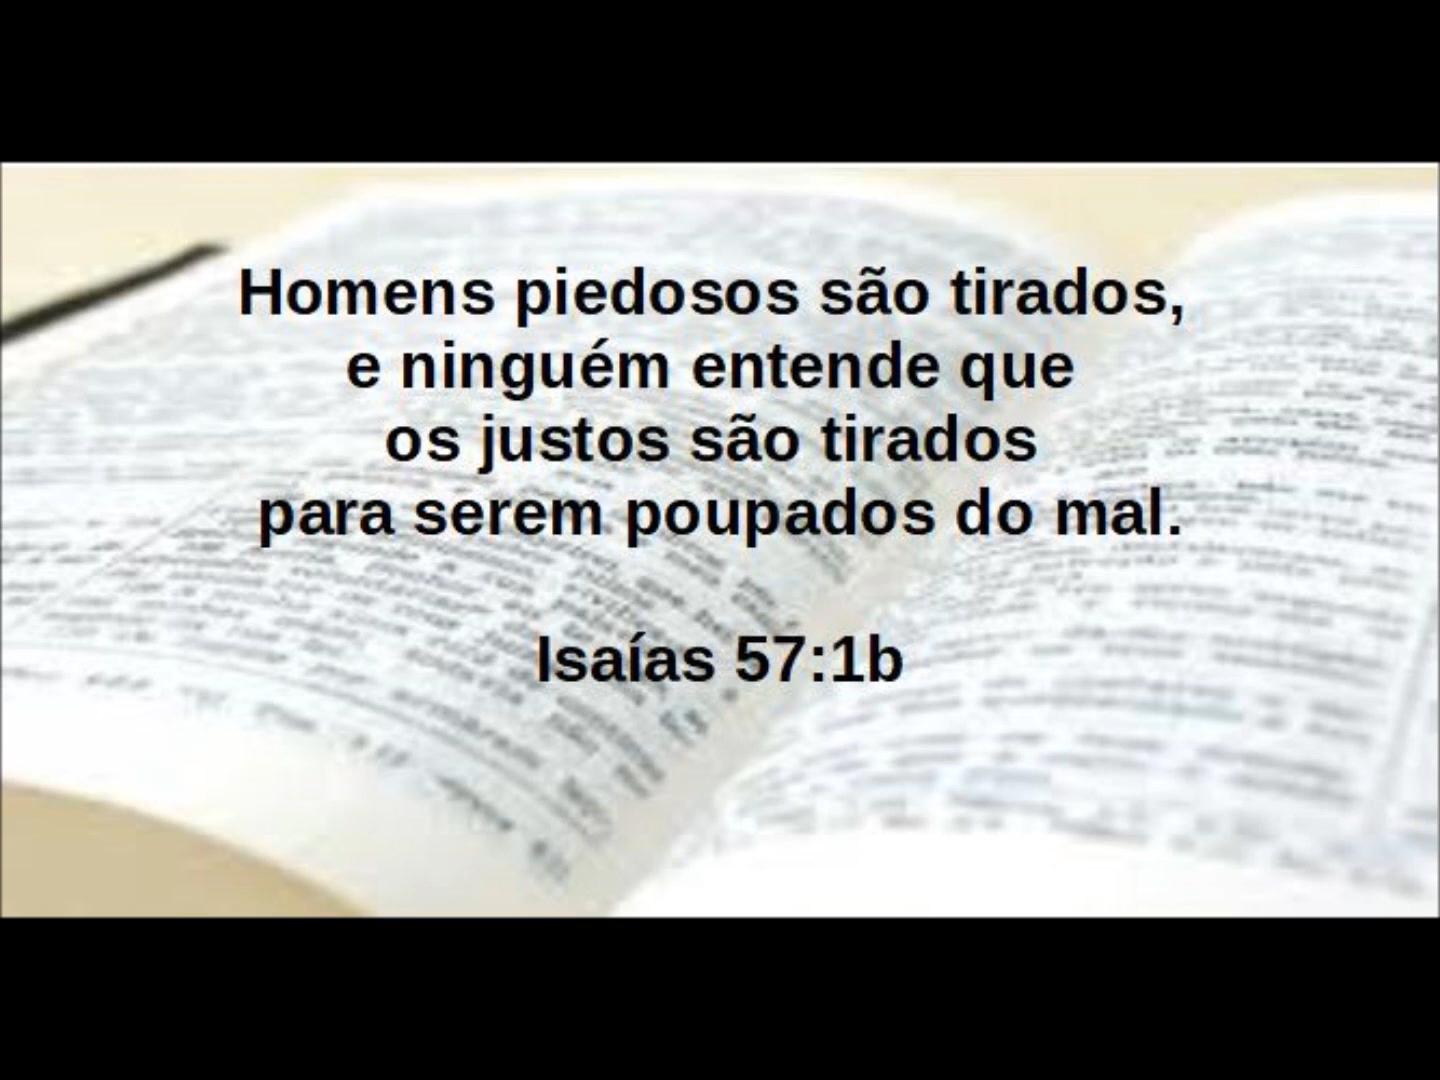 Homens piedosos são tirados,
e ninguém entende que
os justos são tirados
para serem poupados do mal.
Isaías 57:1b